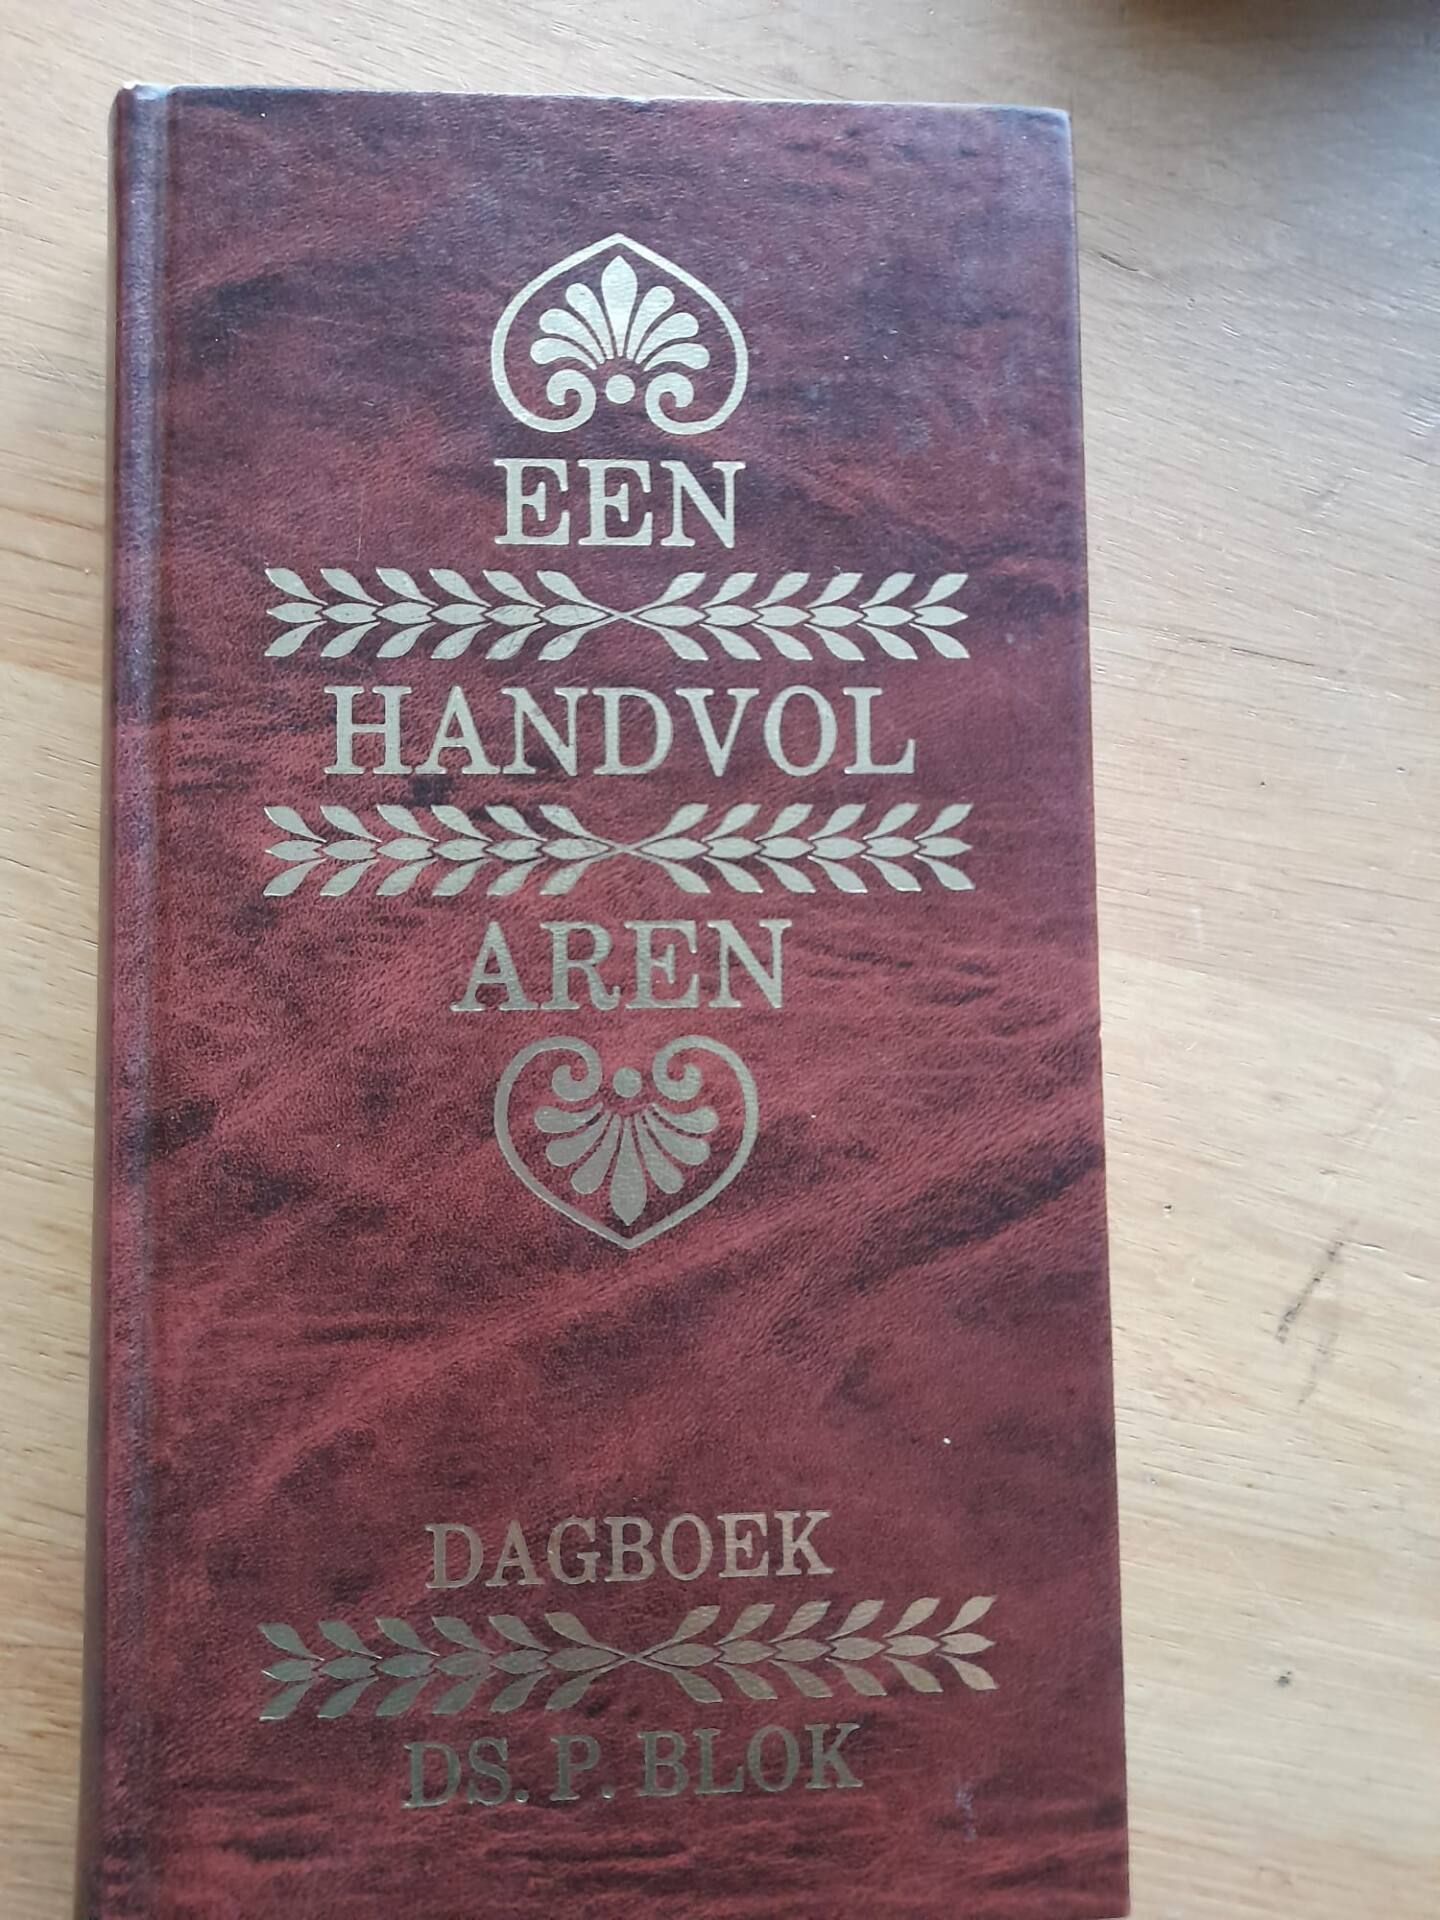 EEN
HANDVOL
AREN
DAGBOEK
DS. P. BLOK